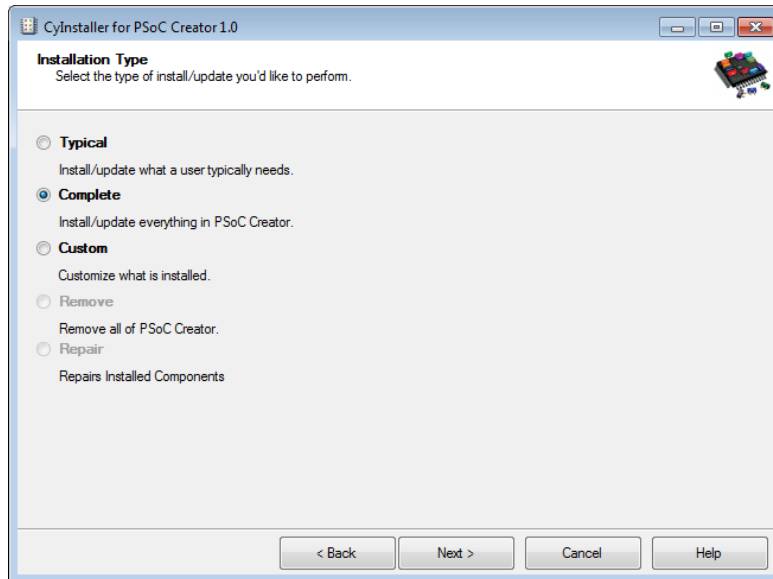 CyInstaller for PSoC Creator 1.0
Installation Type
Select the type of install/update you'd like to perform.
Typical
Install/update what a user typically needs.
Complete
Install/update everything in PSoC Creator.
Custom
Customize what is installed.
Remove
Remove all of PSoC Creator.
Repair
Repairs Installed Components
< Back
Next >
Cancel
Help